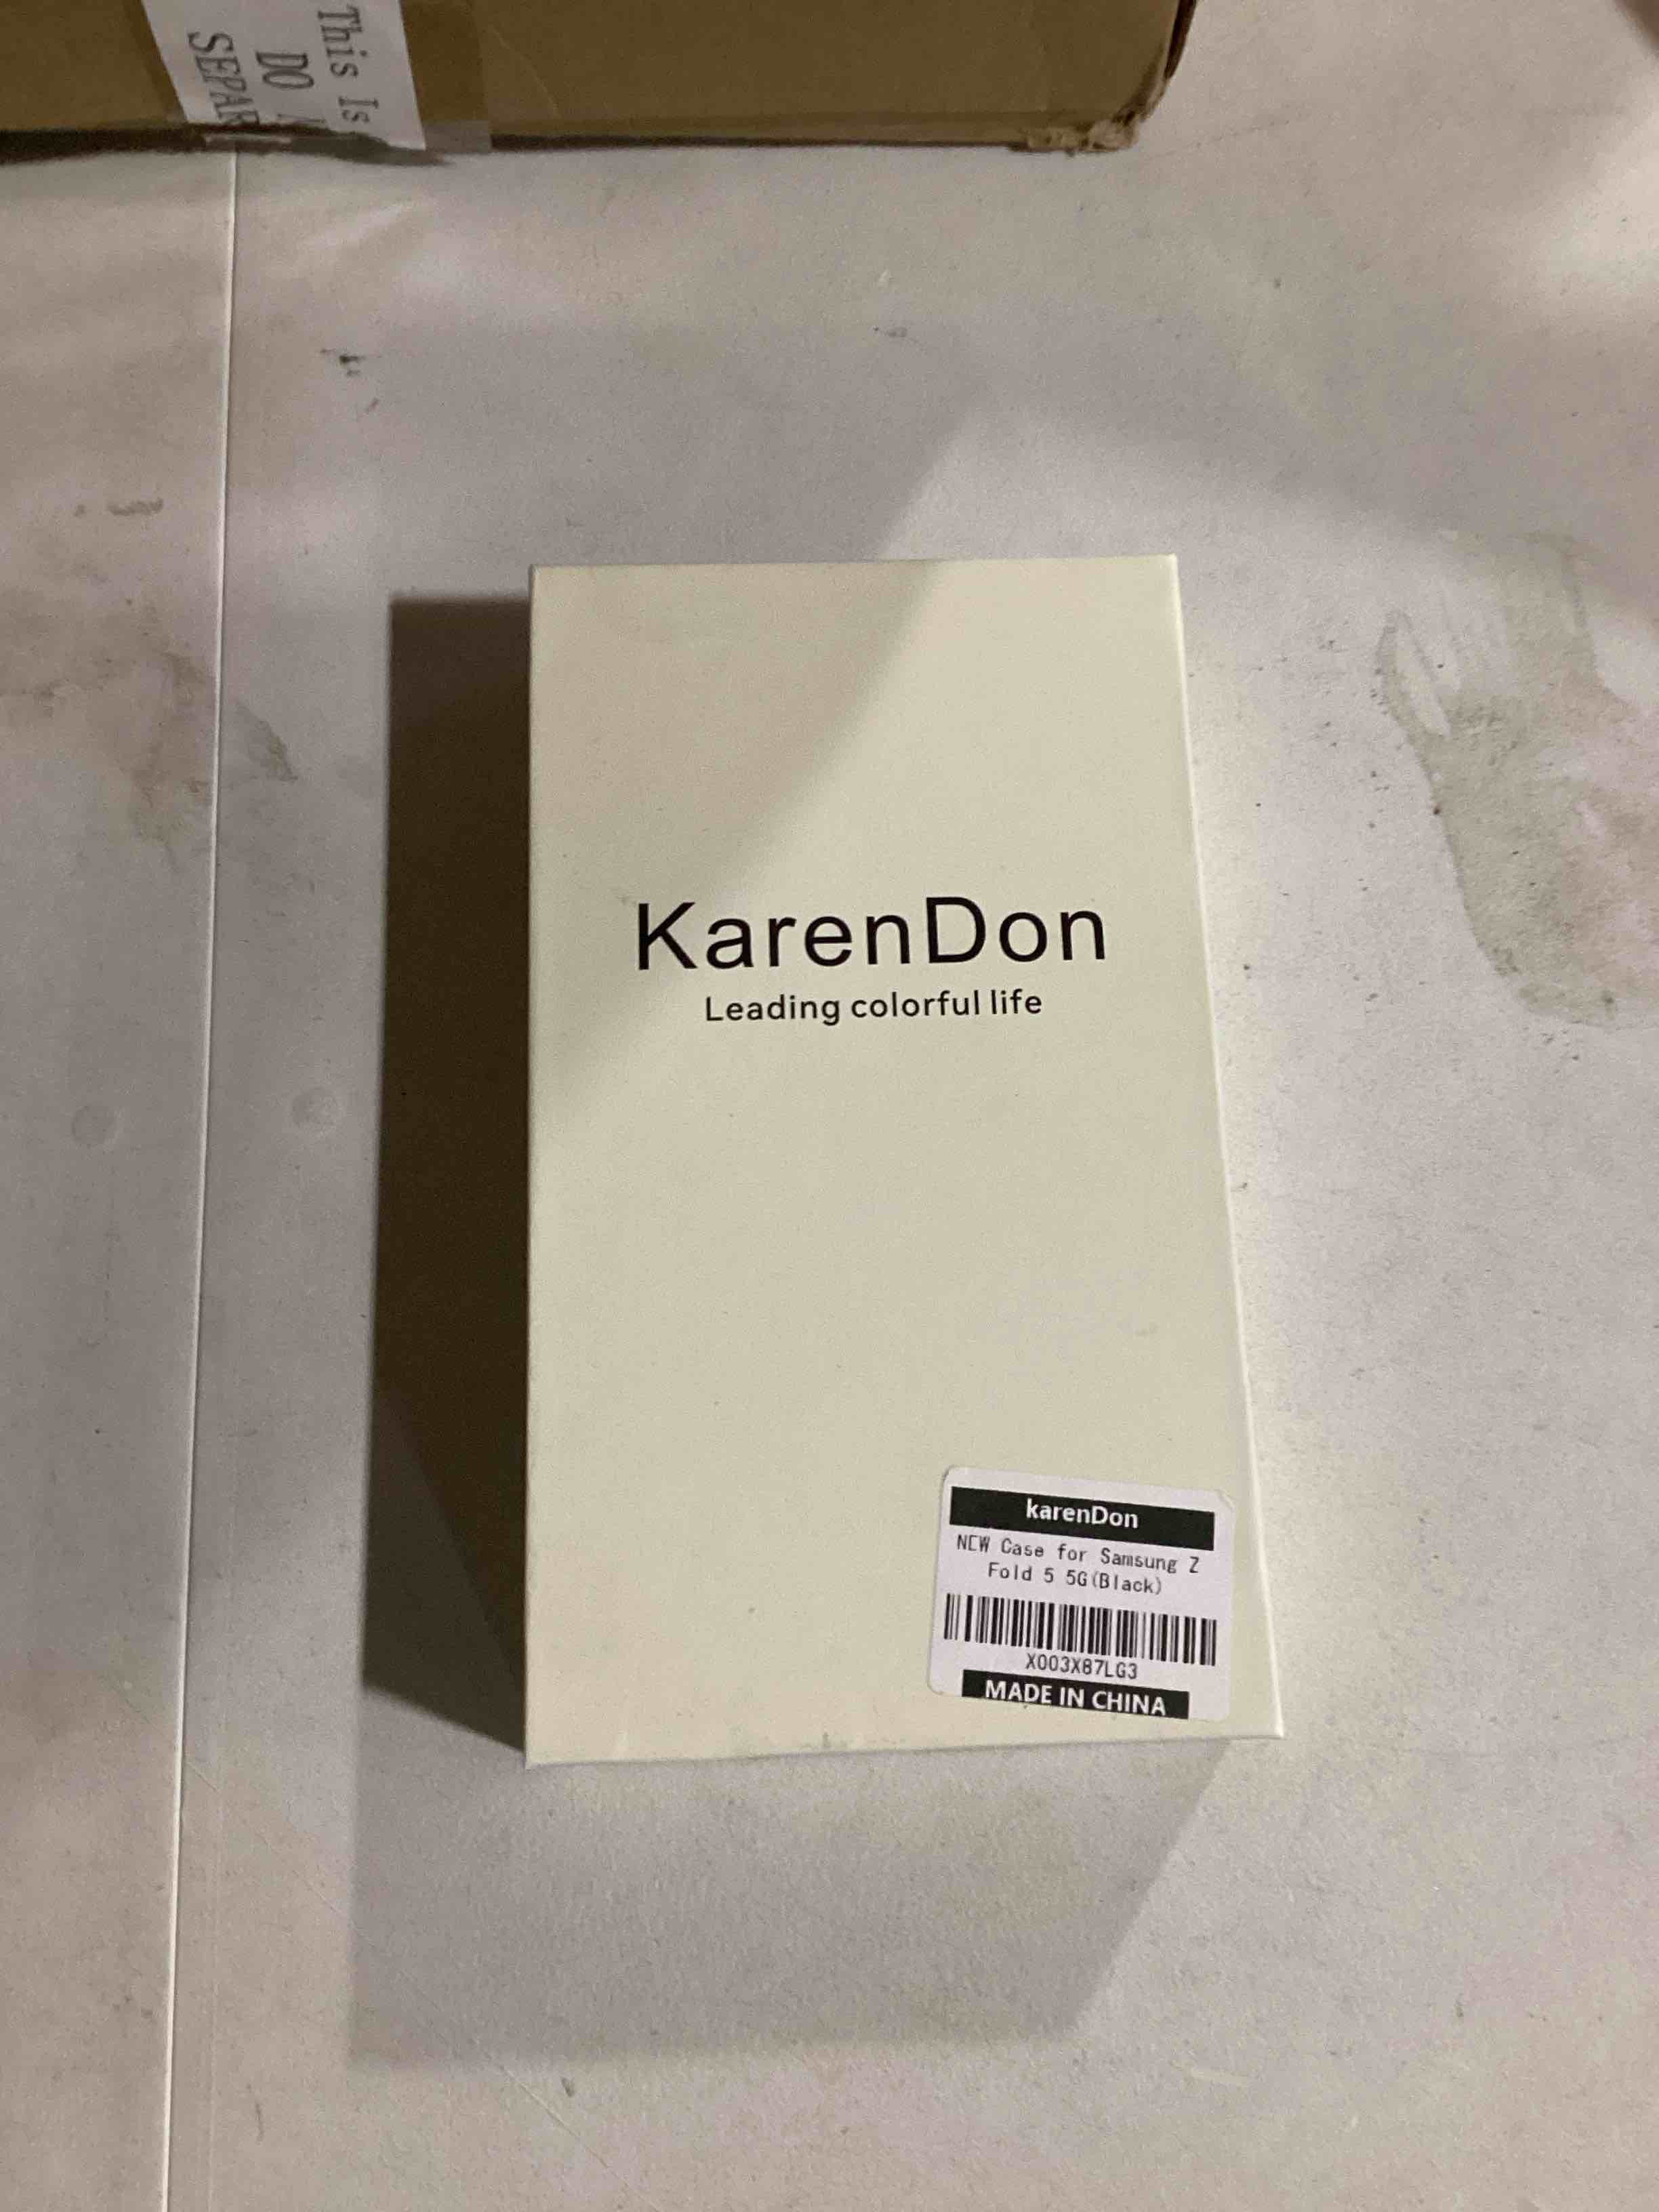 This Is
DO
SEPAR
KarenDon
Leading colorful life
karenDon
NEW Case for Samsung Z
Fold 5 5G(Black)
X003X87LG3
MADE IN CHINA